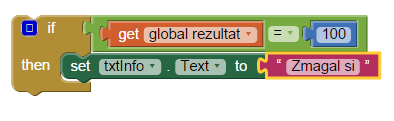 if get global rezultat = 100
then set txtInfo . Text to “ Zmagal si ”